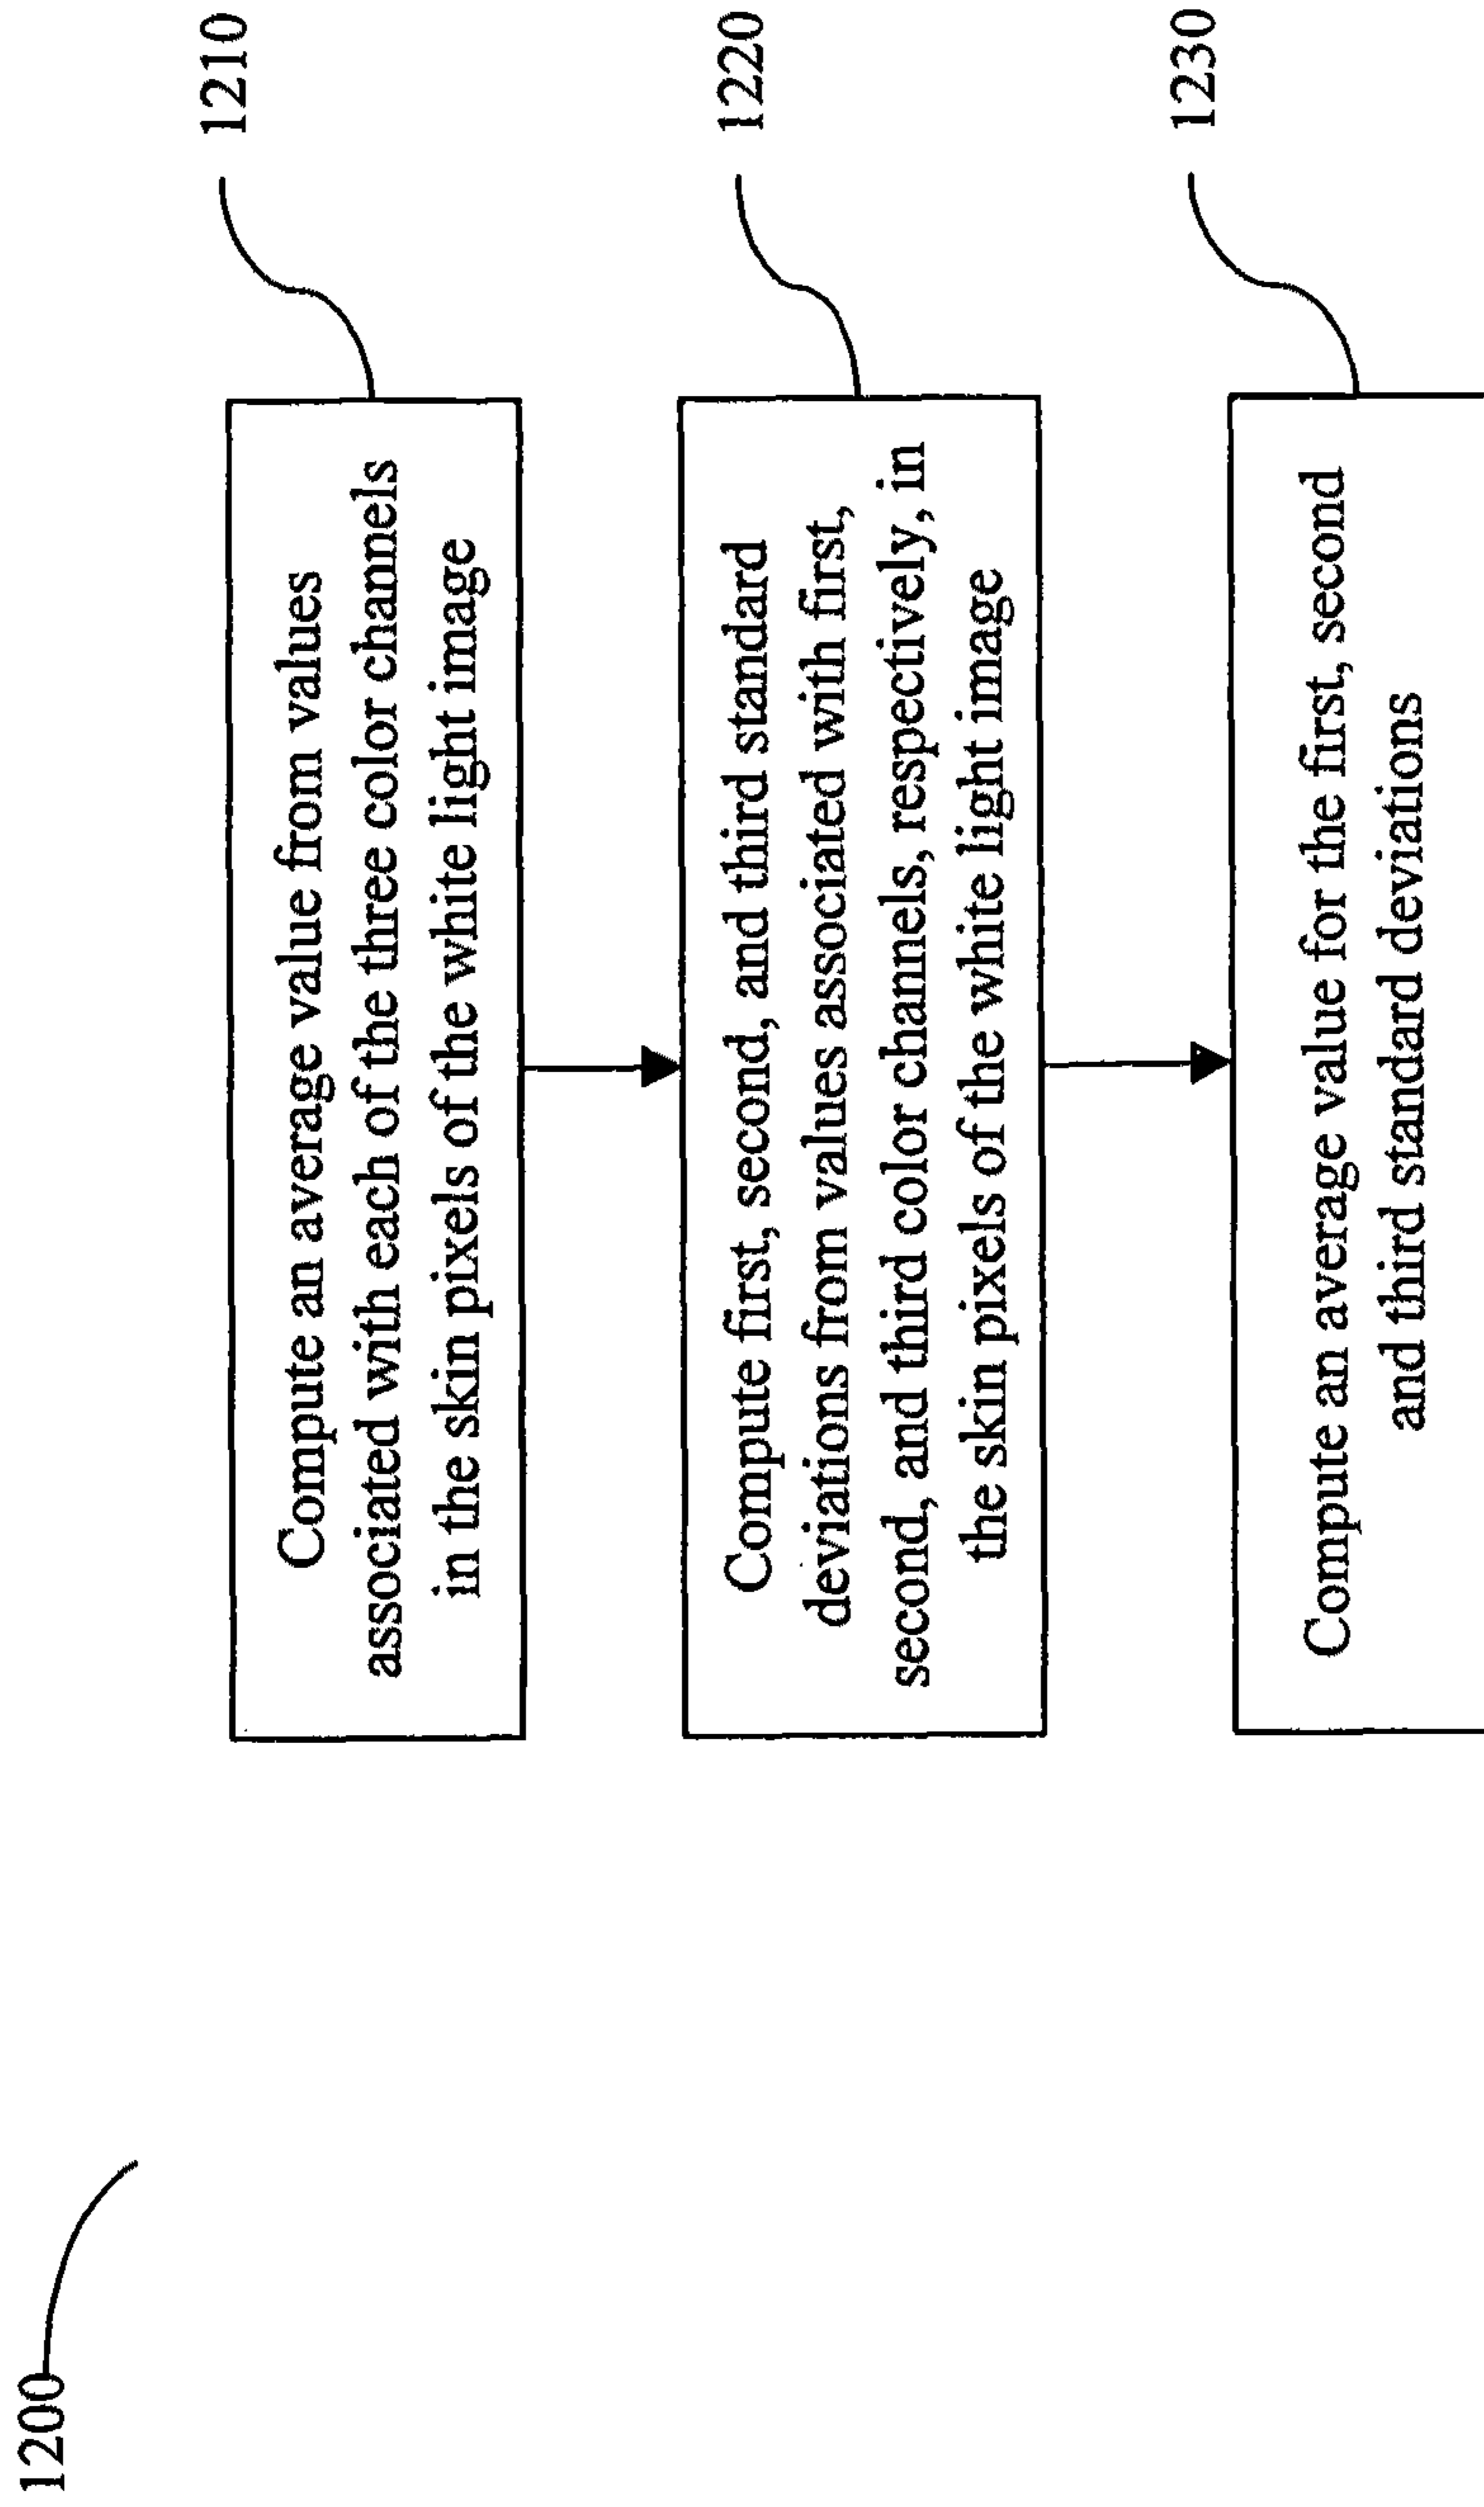 1200
1210
Compute an average value from values
associated with each of the three color channels
in the skin pixels of the white light image
1220
Compute first, second, and third standard
deviations from values associated with first,
second, and third color channels, respectively, in
the skin pixels of the white light image
1230
Compute an average value for the first, second
and third standard deviations